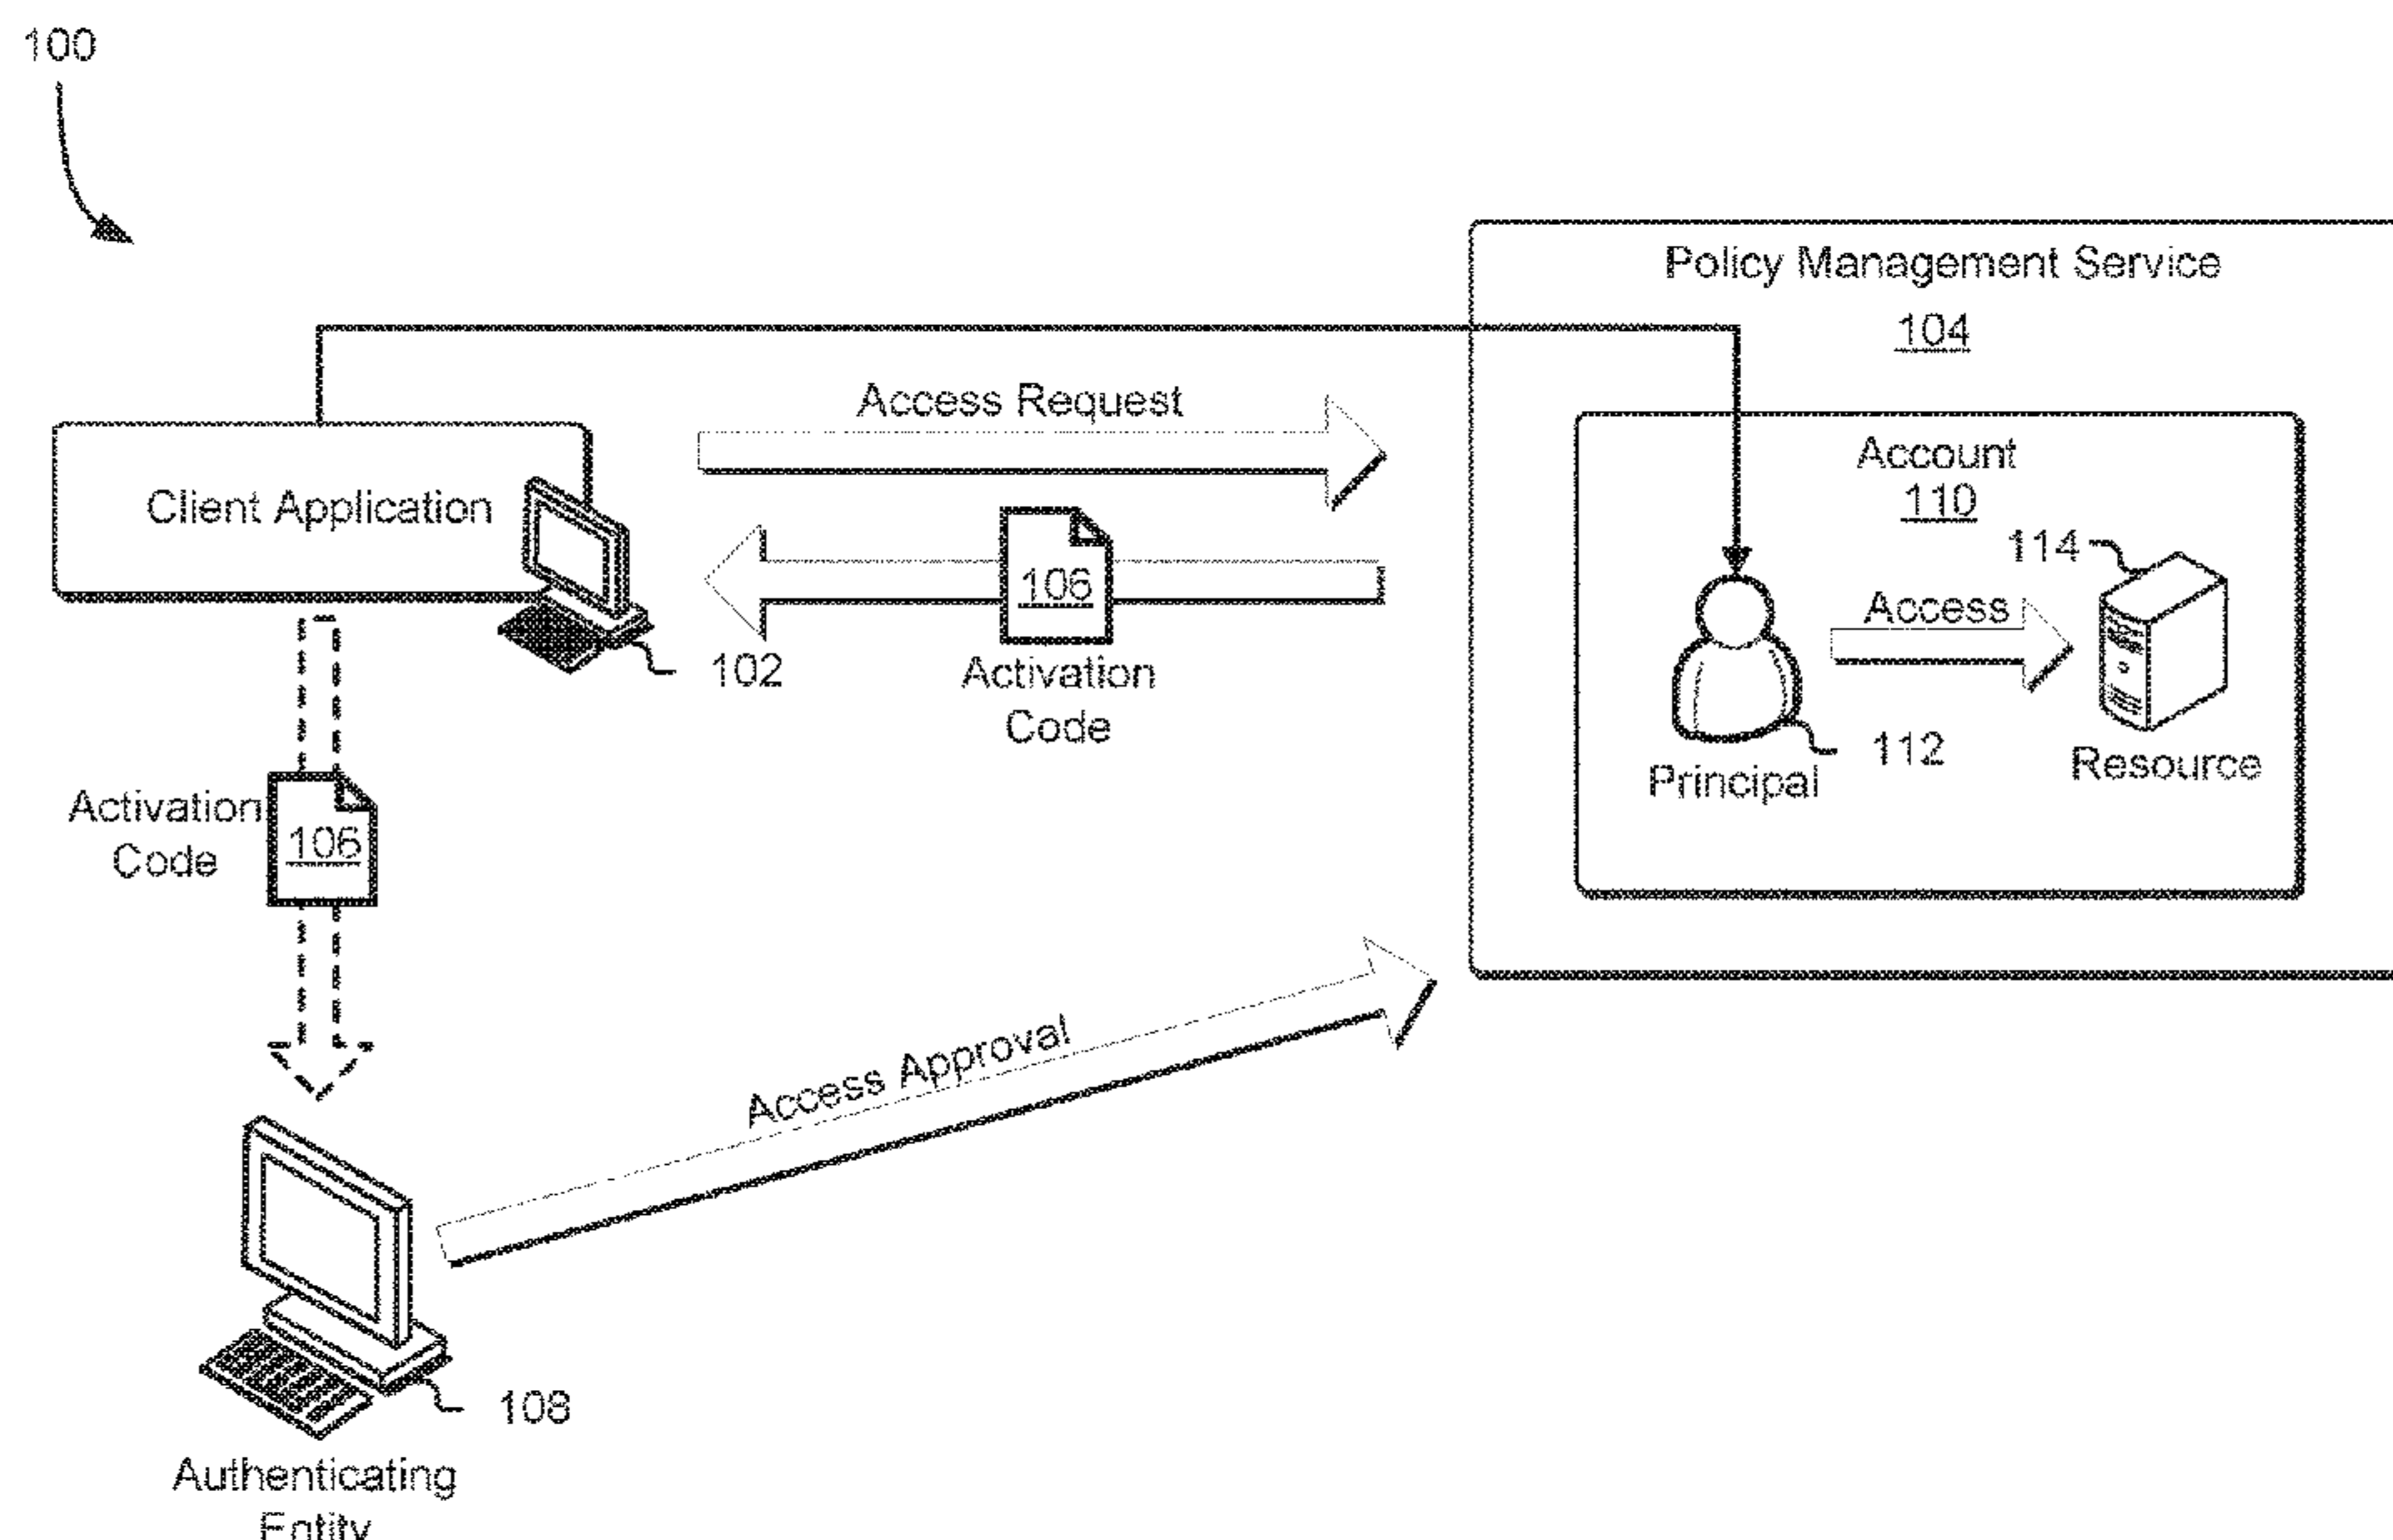 100
Policy Management Service
104
Access Request
Account
110
Client Application
114
106
Access
102
Activation
Code
112
Principal
Resource
Activation
Code
106
Access Approval
108
Authenticating
Entity